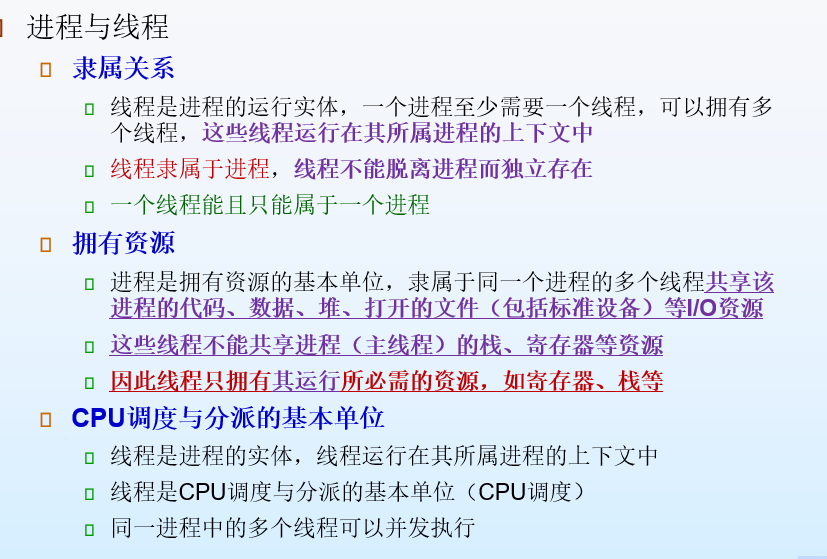 进程与线程
隶属关系
线程是进程的运行实体，一个进程至少需要一个线程，可以拥有多
个线程，这些线程运行在其所属进程的上下文中
线程隶属于进程，线程不能脱离进程而独立存在
一个线程能且只能属于一个进程
拥有资源
进程是拥有资源的基本单位，隶属于同一个进程的多个线程共享该
进程的代码、数据、堆、打开的文件（包括标准设备）等I/O资源
这些线程不能共享进程（主线程）的栈、寄存器等资源
因此线程只拥有其运行所必需的资源，如寄存器、栈等
CPU调度与分派的基本单位
线程是进程的实体，线程运行在其所属进程的上下文中
线程是CPU调度与分派的基本单位（CPU调度）
同一进程中的多个线程可以并发执行